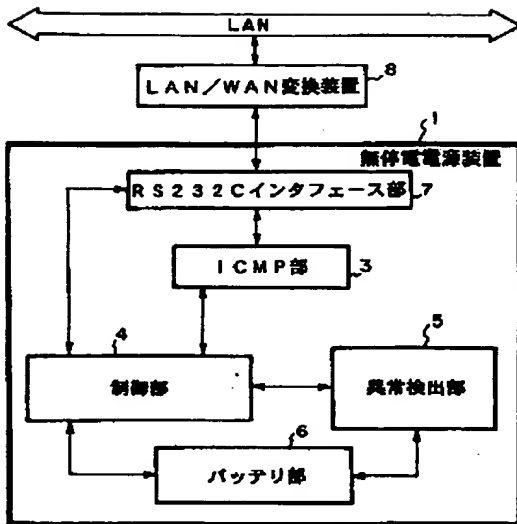 LAN
8
LAN/WAN変換装置
1
無停電電源装置
RS232Cインタフェース部
7
ICMP部
3
4
制御部
5
異常検出部
6
バッテリ部